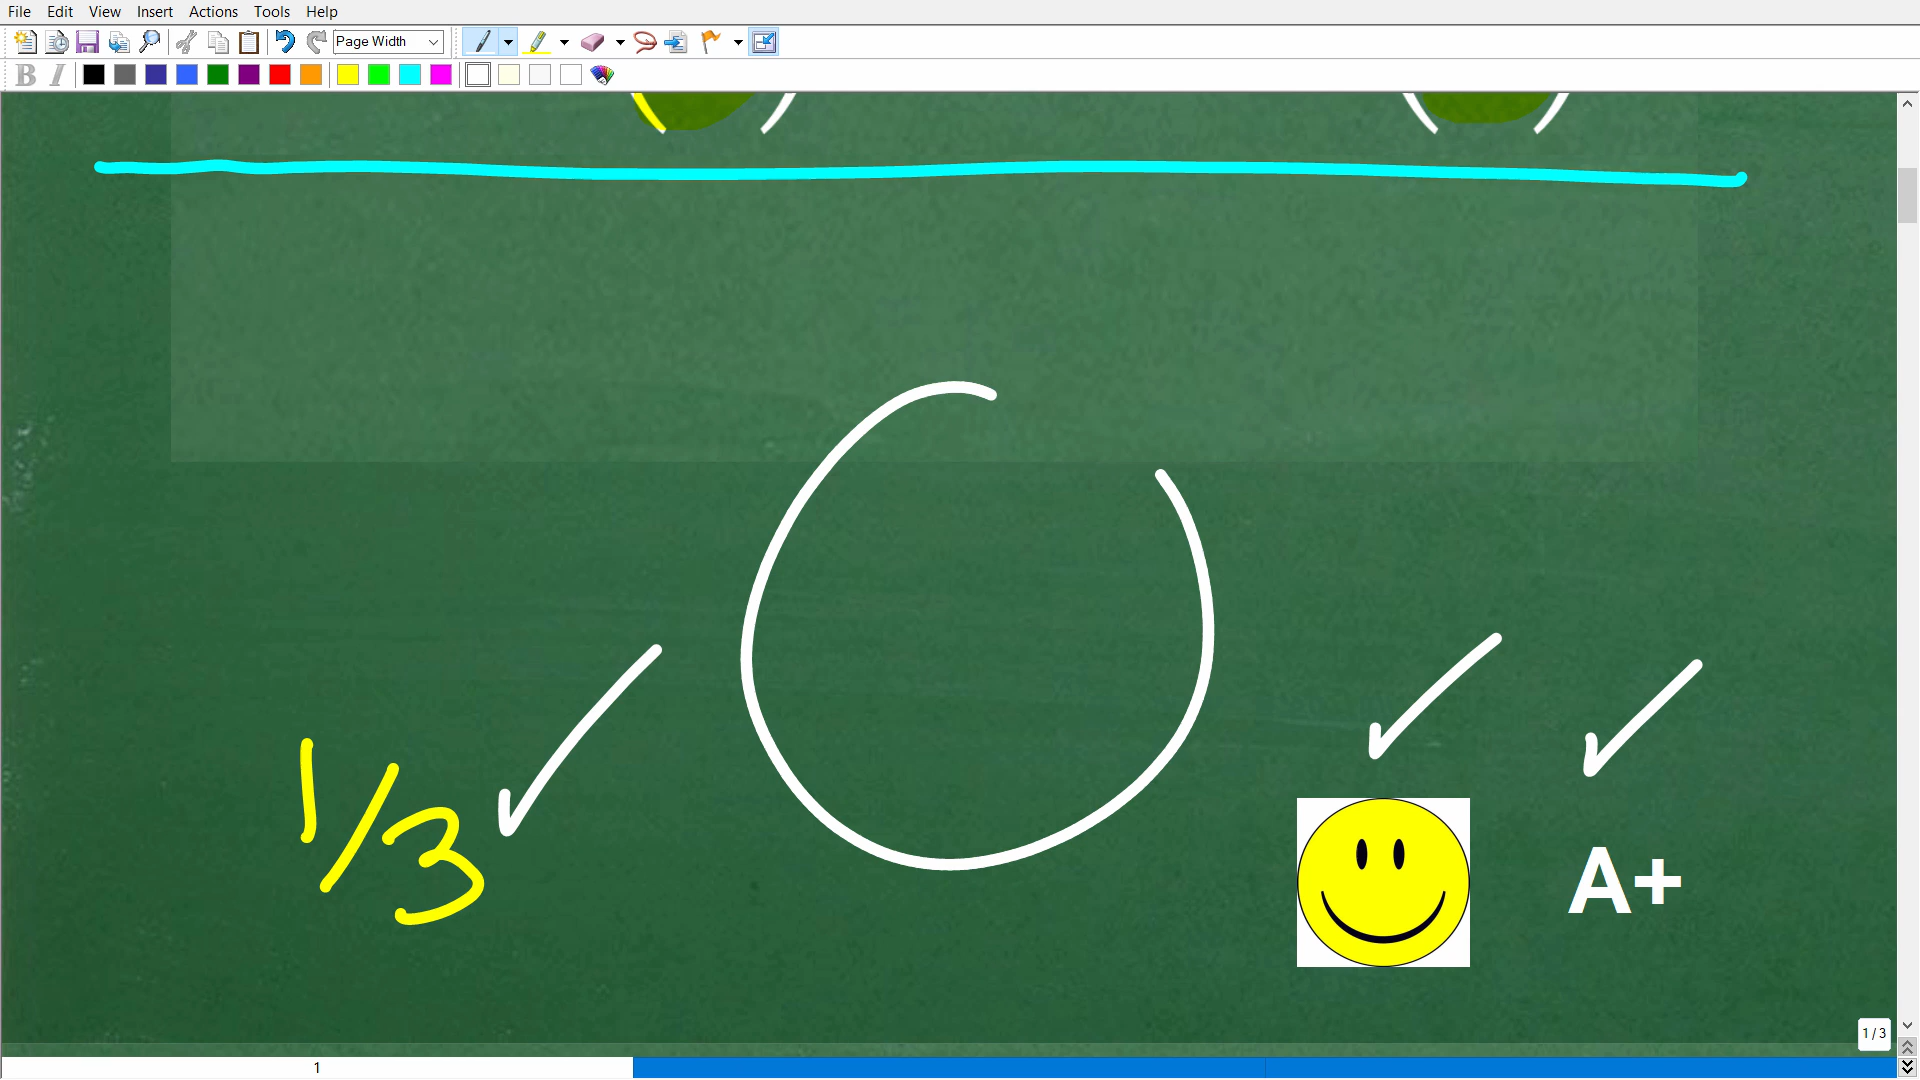 File Edit View Insert Actions Tools Help
Page Width
B I
1/3
A+
1 / 3
1